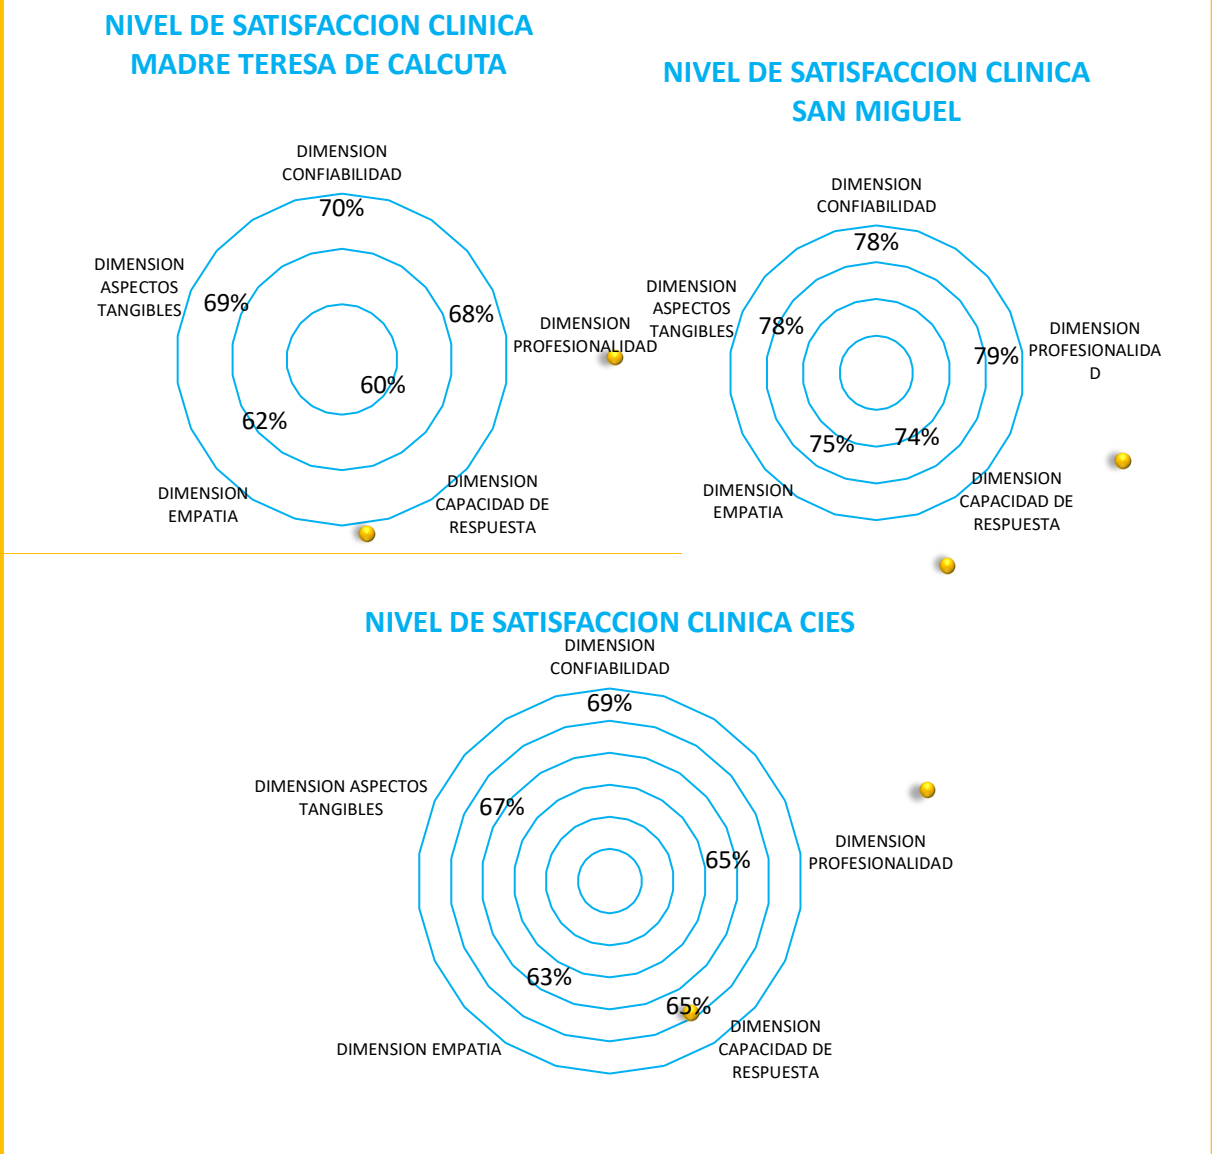 NIVEL DE SATISFACCION CLINICA
MADRE TERESA DE CALCUTA
DIMENSION
CONFIABILIDAD
70%
DIMENSION
ASPECTOS
TANGIBLES
69%
68%
DIMENSION
PROFESIONALIDAD
60%
62%
DIMENSION
EMPATIA
DIMENSION
CAPACIDAD DE
RESPUESTA
NIVEL DE SATISFACCION CLINICA
SAN MIGUEL
DIMENSION
CONFIABILIDAD
78%
DIMENSION
ASPECTOS
TANGIBLES
78%
79%
DIMENSION
PROFESIONALIDA
D
75%
74%
DIMENSION
EMPATIA
DIMENSION
CAPACIDAD DE
RESPUESTA
NIVEL DE SATISFACCION CLINICA CIES
DIMENSION
CONFIABILIDAD
69%
DIMENSION ASPECTOS
TANGIBLES
67%
65%
DIMENSION
PROFESIONALIDAD
63%
65%
DIMENSION EMPATIA
DIMENSION
CAPACIDAD DE
RESPUESTA